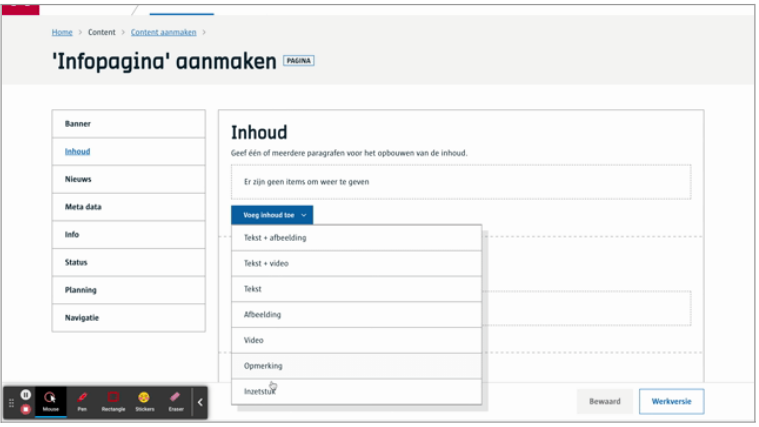 Home > Content > Content aanmaken >
'Infopagina' aanmaken PAGINA
Banner
Inhoud
Nieuws
Meta data
Info
Status
Planning
Navigatie
Inhoud
Geef één of meerdere paragrafen voor het opbouwen van de inhoud.
Er zijn geen items om weer te geven
Voeg inhoud toe
Tekst + afbeelding
Tekst + video
Tekst
Afbeelding
Video
Opmerking
Inzetstuk
Mouse Pen Rectangle Stickers Eraser
Bewaard Werkversie